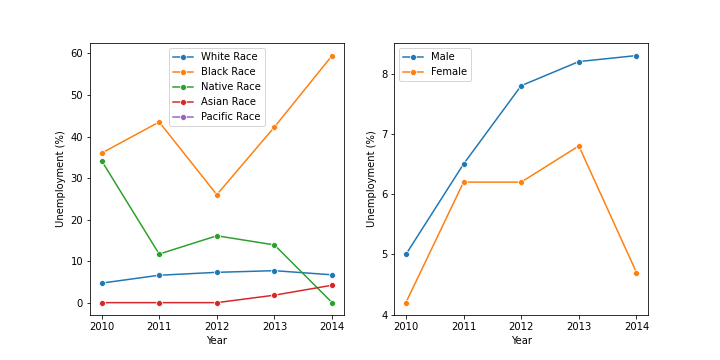 White Race
Black Race
Native Race
Asian Race
Pacific Race
60
50
40
30
20
10
0
Unemployment (%)
2010 2011 2012 2013 2014
Year
Male
Female
8
7
6
5
4
Unemployment (%)
2010 2011 2012 2013 2014
Year